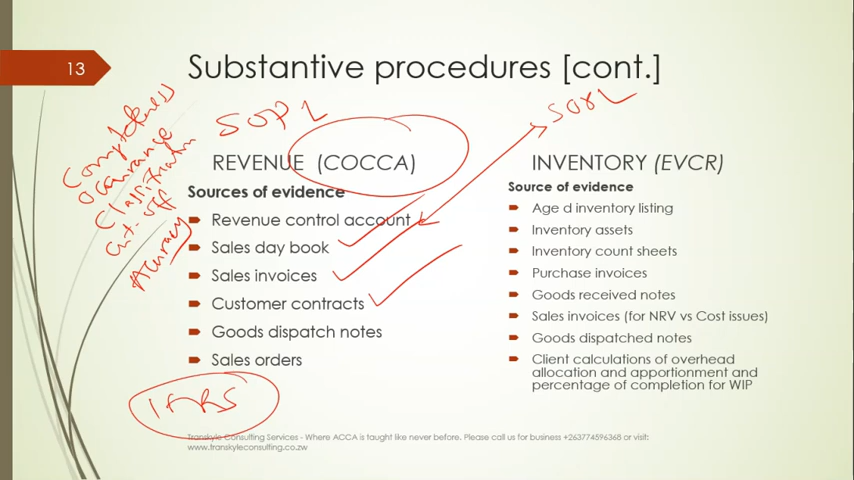 13
Substantive procedures [cont.]
SOPL
SOPL
Completeness
Occurrence
Classification
Cut-off
Accuracy
REVENUE (COCCA)
Sources of evidence
Revenue control account
Sales day book
Sales invoices
Customer contracts
Goods dispatch notes
Sales orders
IFRS
INVENTORY (EVCR)
Source of evidence
Age d inventory listing
Inventory assets
Inventory count sheets
Purchase invoices
Goods received notes
Sales invoices (for NRV vs Cost issues)
Goods dispatched notes
Client calculations of overhead
allocation and apportionment and
percentage of completion for WIP
Transkyle Consulting Services - Where ACCA is taught like never before. Please call us for business +263774596368 or visit:
www.transkyleconsulting.co.zw